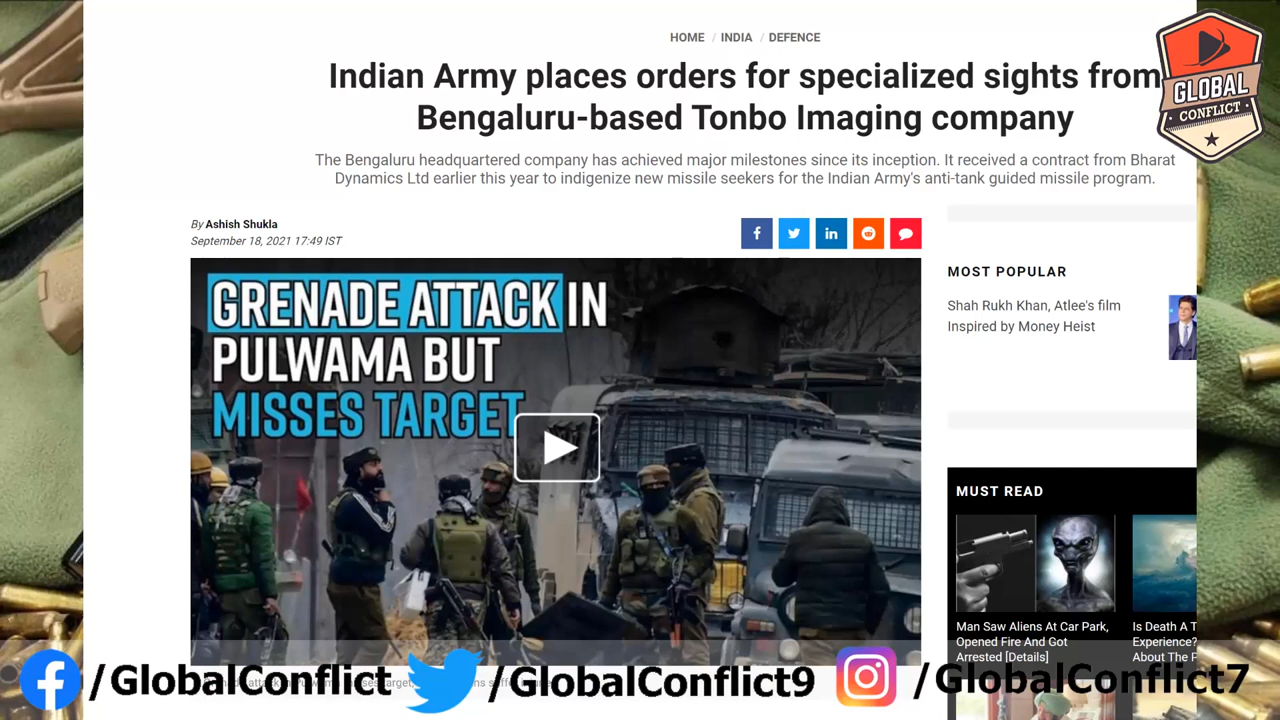 HOME / INDIA / DEFENCE
Indian Army places orders for specialized sights from
Bengaluru-based Tonbo Imaging company
The Bengaluru headquartered company has achieved major milestones since its inception. It received a contract from Bharat
Dynamics Ltd earlier this year to indigenize new missile seekers for the Indian Army's anti-tank guided missile program.
GLOBAL
CONFLICT
By Ashish Shukla
September 18, 2021 17:49 IST
GRENADE ATTACK IN
PULWAMA BUT
MISSES TARGET
MOST POPULAR
Shah Rukh Khan, Atlee's film
Inspired by Money Heist
MUST READ
Man Saw Aliens At Car Park,
Opened Fire And Got
Arrested [Details]
Is Death A T
Experience?
About The P
/GlobalConflict
/GlobalConflict9
/GlobalConflict7